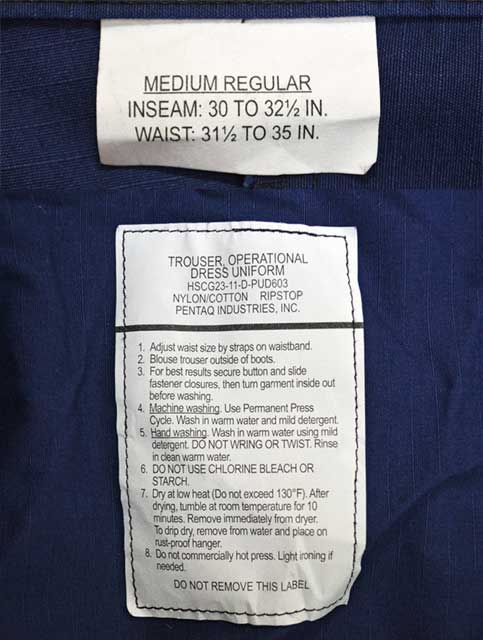 MEDIUM REGULAR
INSEAM: 30 TO 32½ IN.
WAIST: 31½ TO 35 IN.
TROUSER, OPERATIONAL
DRESS UNIFORM
HSCG23-11-D-PUD603
NYLON/COTTON RIPSTOP
PENTAQ INDUSTRIES, INC.
1. Adjust waist size by straps on waistband.
2. Blouse trouser outside of boots.
3. For best results secure button and slide
fastener closures, then turn garment inside out
before washing.
4. Machine washing. Use Permanent Press
Cycle. Wash in warm water and mild detergent.
5. Hand washing. Wash in warm water using mild
detergent. DO NOT WRING OR TWIST. Rinse
in clean warm water.
6. DO NOT USE CHLORINE BLEACH OR
STARCH.
7. Dry at low heat (Do not exceed 130°F). After
drying, tumble at room temperature for 10
minutes. Remove immediately from dryer.
To drip dry, remove from water and place on
rust-proof hanger.
8. Do not commercially hot press. Light ironing if
needed.
DO NOT REMOVE THIS LABEL